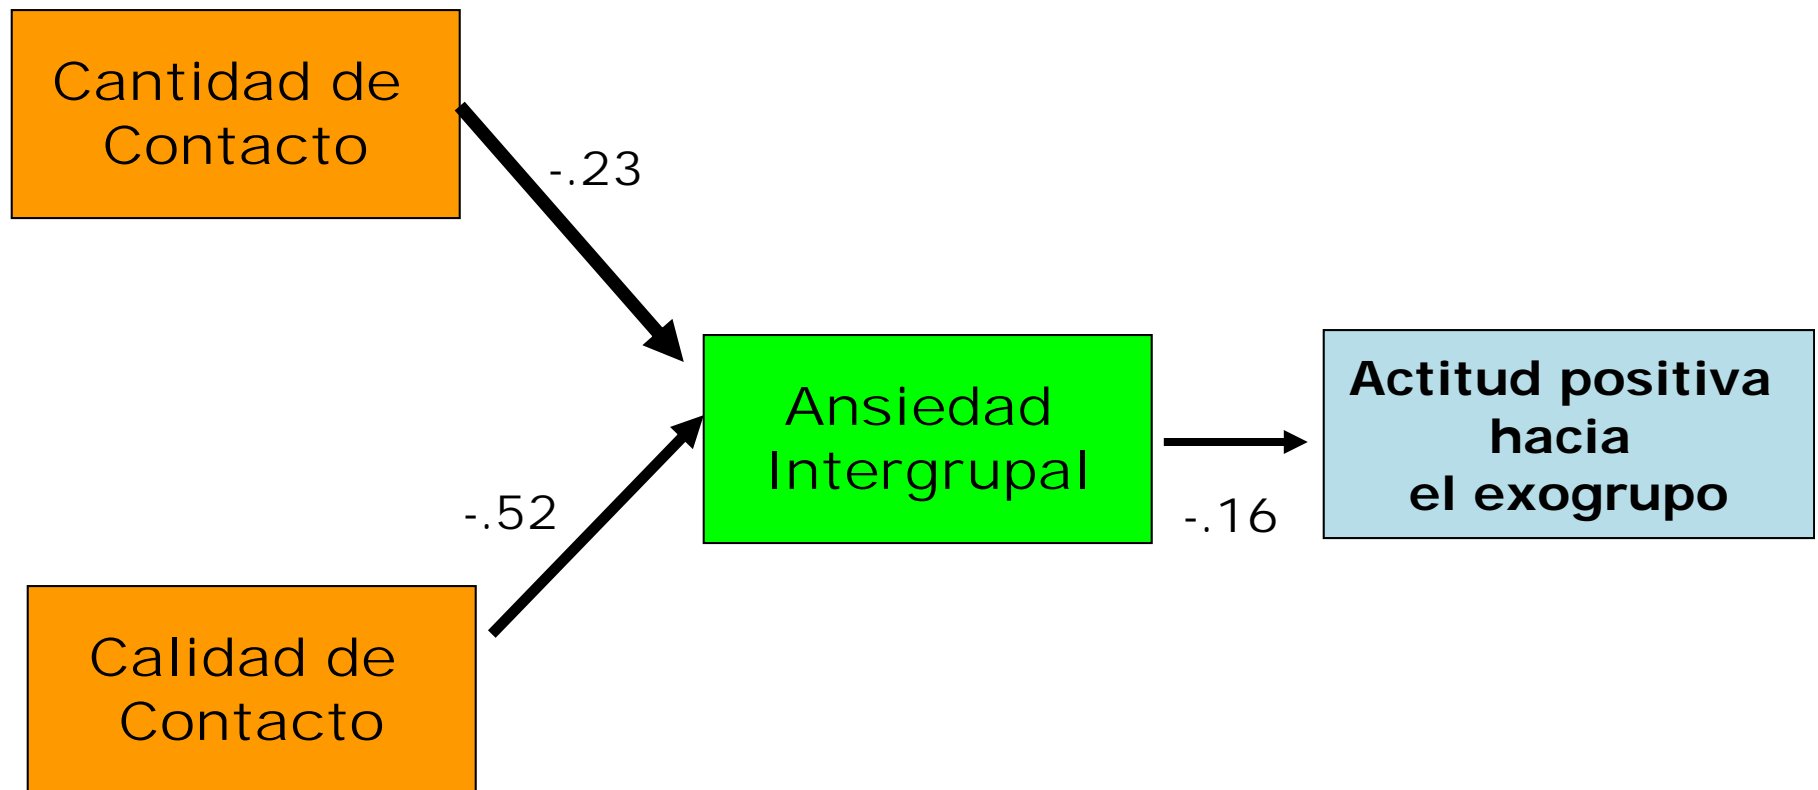 Cantidad de
Contacto
-.23
Ansiedad
Intergrupal
Actitud positiva
hacia
el exogrupo
-.52
-.16
Calidad de
Contacto